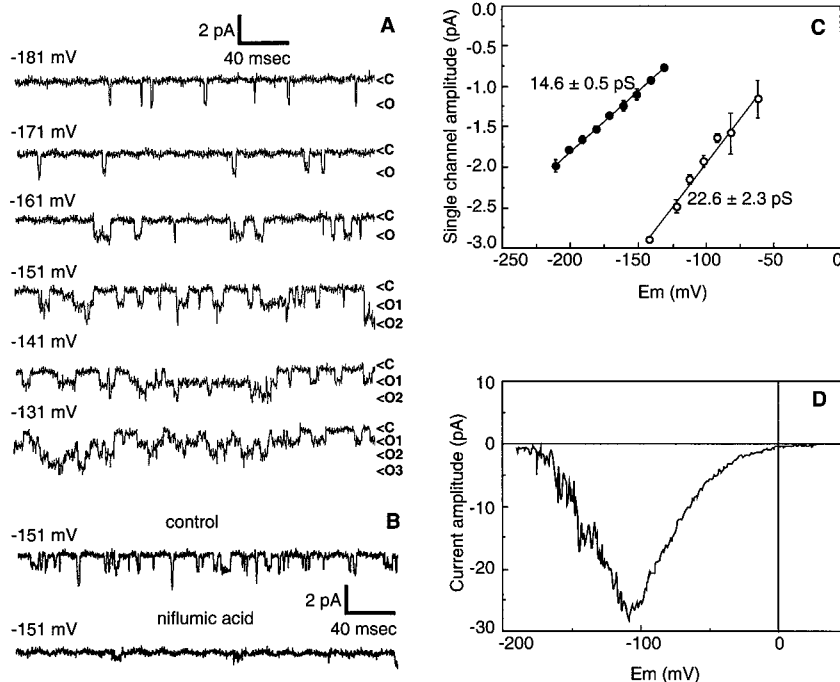 A
2 pA
40 msec
-181 mV
<C
<O
-171 mV
<C
<O
-161 mV
<C
<O
-151 mV
<C
<O1
<O2
-141 mV
<C
<O1
<O2
-131 mV
<C
<O1
<O2
<O3
B
control
-151 mV
2 pA
40 msec
niflumic acid
-151 mV
C
Single channel amplitude (pA)
0.0
-0.5
-1.0
-1.5
-2.0
-2.5
-3.0
14.6 ± 0.5 pS
22.6 ± 2.3 pS
-250 -200 -150 -100 -50 0
Em (mV)
D
Current amplitude (pA)
10
0
-10
-20
-30
-200 -100 0
Em (mV)